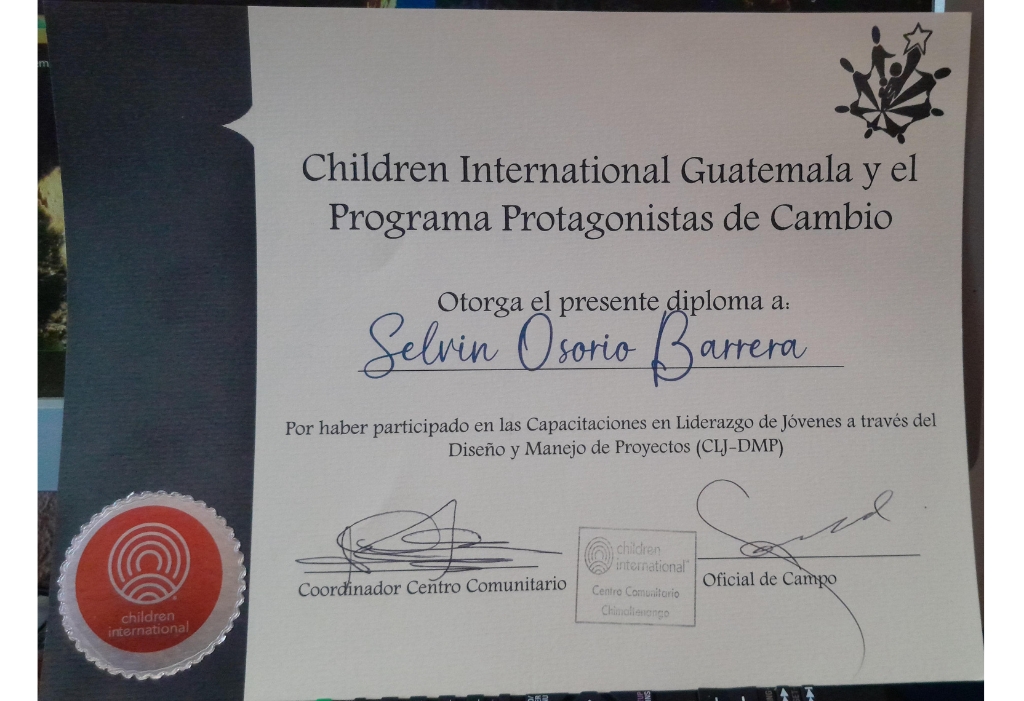 Children International Guatemala y el
Programa Protagonistas de Cambio
Otorga el presente diploma a:
Selvin Osorio Barrera
Por haber participado en las Capacitaciones en Liderazgo de Jóvenes a través del
Diseño y Manejo de Proyectos (CLJ-DMP)
Coordinador Centro Comunitario
children
international
Centro Comunitario
Chimaltenango
Oficial de Campo
children
international